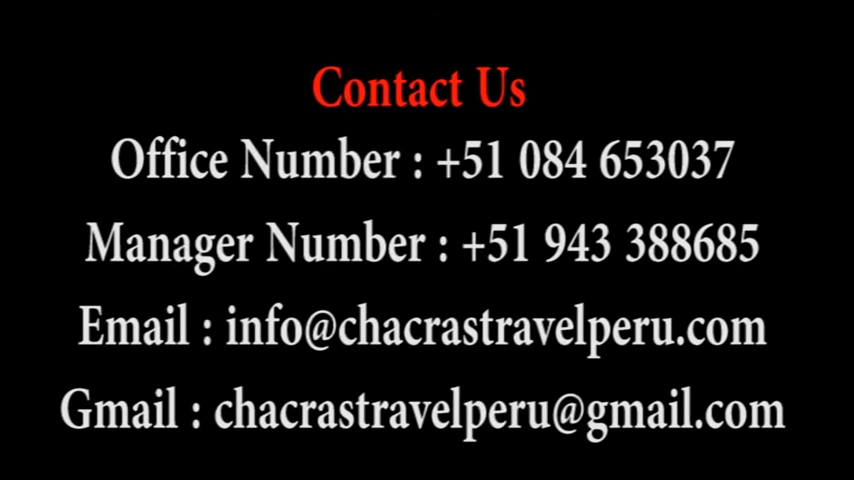 Contact Us
Office Number : +51 084 653037
Manager Number : +51 943 388685
Email : info@chacrastravelperu.com
Gmail : chacrastravelperu@gmail.com